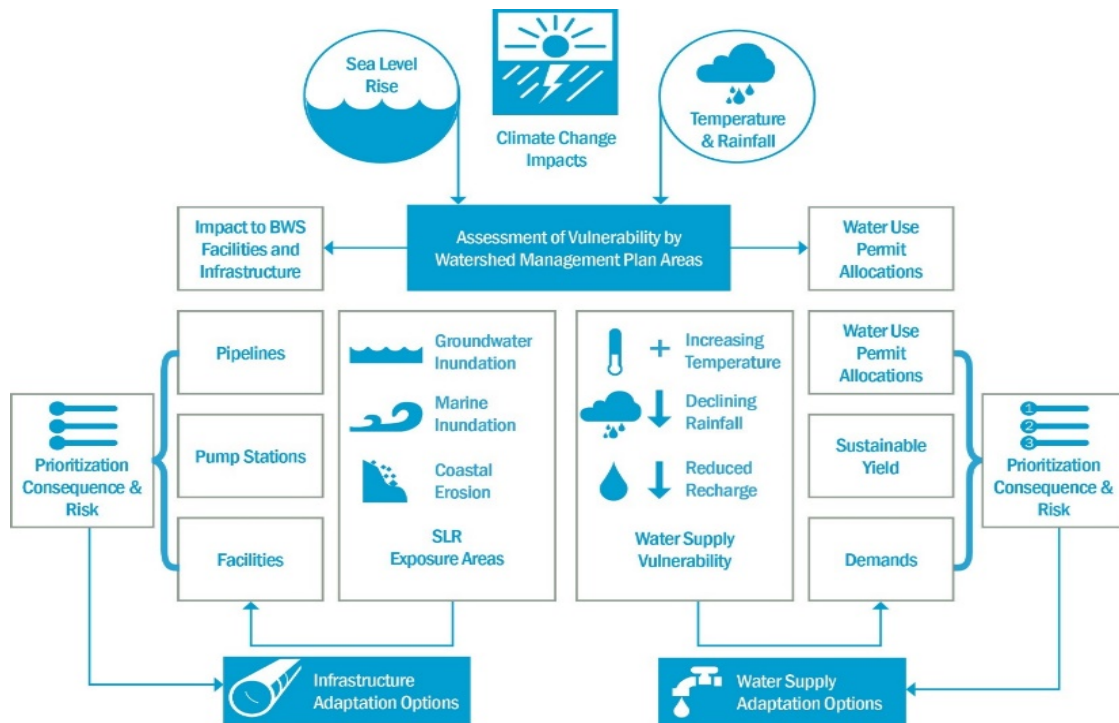 Sea Level
Rise
Climate Change
Impacts
Temperature
& Rainfall
Impact to BWS
Facilities and
Infrastructure
Assessment of Vulnerability by
Watershed Management Plan Areas
Water Use
Permit
Allocations
Prioritization
Consequence &
Risk
Pipelines
Pump Stations
Facilities
Groundwater
Inundation
Marine
Inundation
Coastal
Erosion
SLR
Exposure Areas
+ Increasing
Temperature
Declining
Rainfall
Reduced
Recharge
Water Supply
Vulnerability
Water Use
Permit
Allocations
Sustainable
Yield
Demands
1
2
3
Prioritization
Consequence &
Risk
Infrastructure
Adaptation Options
Water Supply
Adaptation Options